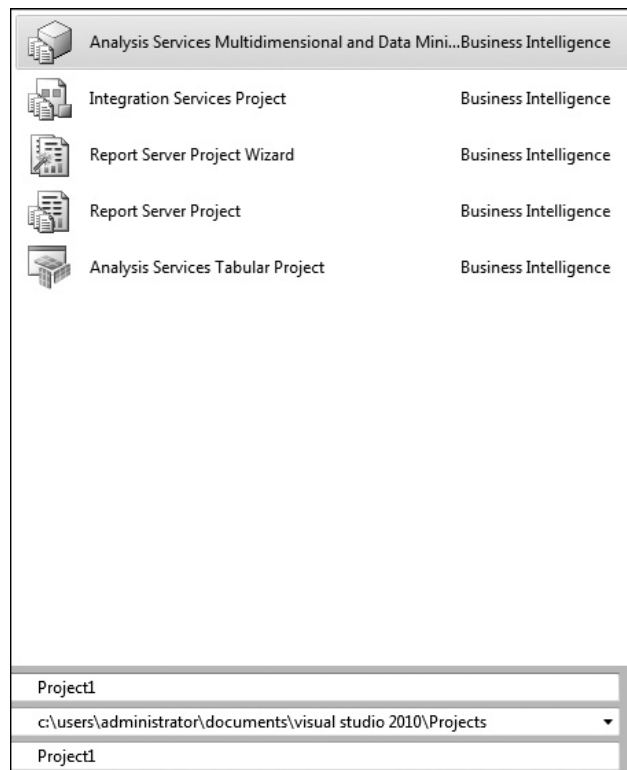 Analysis Services Multidimensional and Data Mini...Business Intelligence
Integration Services Project Business Intelligence
Report Server Project Wizard Business Intelligence
Report Server Project Business Intelligence
Analysis Services Tabular Project Business Intelligence
Project1
c:\users\administrator\documents\visual studio 2010\Projects
Project1